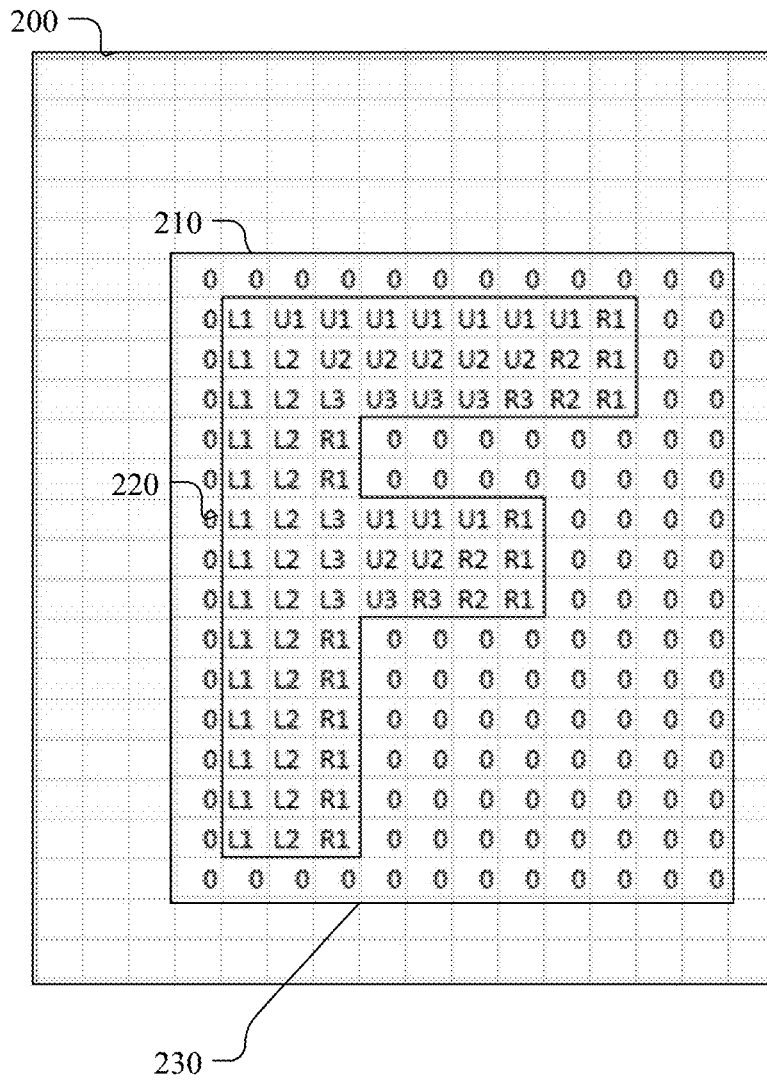 200
210
0 0 0 0 0 0 0 0 0 0 0 0
0 L1 U1 U1 U1 U1 U1 U1 U1 R1 0 0
0 L1 L2 U2 U2 U2 U2 U2 R2 R1 0 0
0 L1 L2 L3 U3 U3 U3 R3 R2 R1 0 0
0 L1 L2 R1 0 0 0 0 0 0 0 0
0 L1 L2 R1 0 0 0 0 0 0 0 0
220
0 L1 L2 L3 U1 U1 U1 R1 0 0 0 0
0 L1 L2 L3 U2 U2 R2 R1 0 0 0 0
0 L1 L2 L3 U3 R3 R2 R1 0 0 0 0
0 L1 L2 R1 0 0 0 0 0 0 0 0
0 L1 L2 R1 0 0 0 0 0 0 0 0
0 L1 L2 R1 0 0 0 0 0 0 0 0
0 L1 L2 R1 0 0 0 0 0 0 0 0
0 L1 L2 R1 0 0 0 0 0 0 0 0
0 L1 L2 R1 0 0 0 0 0 0 0 0
0 0 0 0 0 0 0 0 0 0 0 0
230